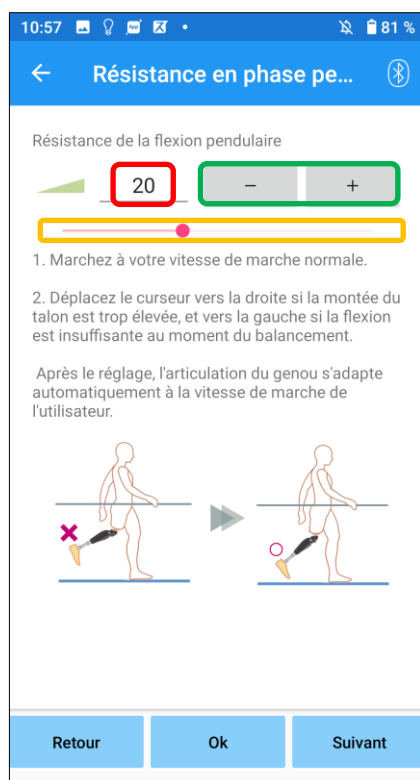 10:57 81 %
Résistance en phase pe...
Résistance de la flexion pendulaire
20 − +
1. Marchez à votre vitesse de marche normale.
2. Déplacez le curseur vers la droite si la montée du
talon est trop élevée, et vers la gauche si la flexion
est insuffisante au moment du balancement.
Après le réglage, l'articulation du genou s'adapte
automatiquement à la vitesse de marche de
l'utilisateur.
Retour Ok Suivant